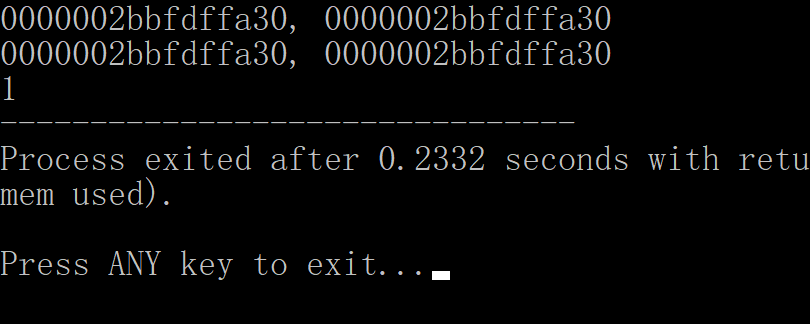 0000002bbfdffa30, 0000002bbfdffa30
0000002bbfdffa30, 0000002bbfdffa30
1
--------------------------------
Process exited after 0.2332 seconds with retu
mem used).
Press ANY key to exit...